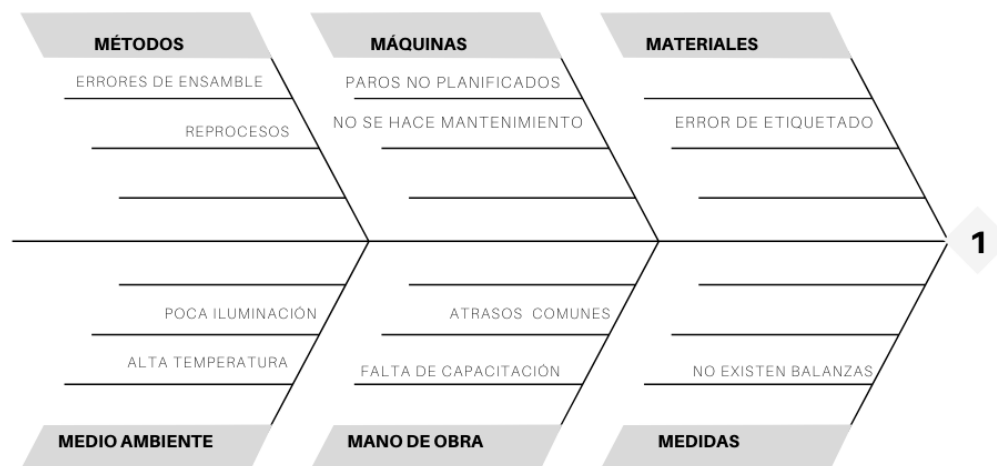 MÉTODOS
MÁQUINAS
MATERIALES
ERRORES DE ENSAMBLE
PAROS NO PLANIFICADOS
REPROCESOS
NO SE HACE MANTENIMIENTO
ERROR DE ETIQUETADO
1
POCA ILUMINACIÓN
ATRASOS COMUNES
ALTA TEMPERATURA
FALTA DE CAPACITACIÓN
NO EXISTEN BALANZAS
MEDIO AMBIENTE
MANO DE OBRA
MEDIDAS